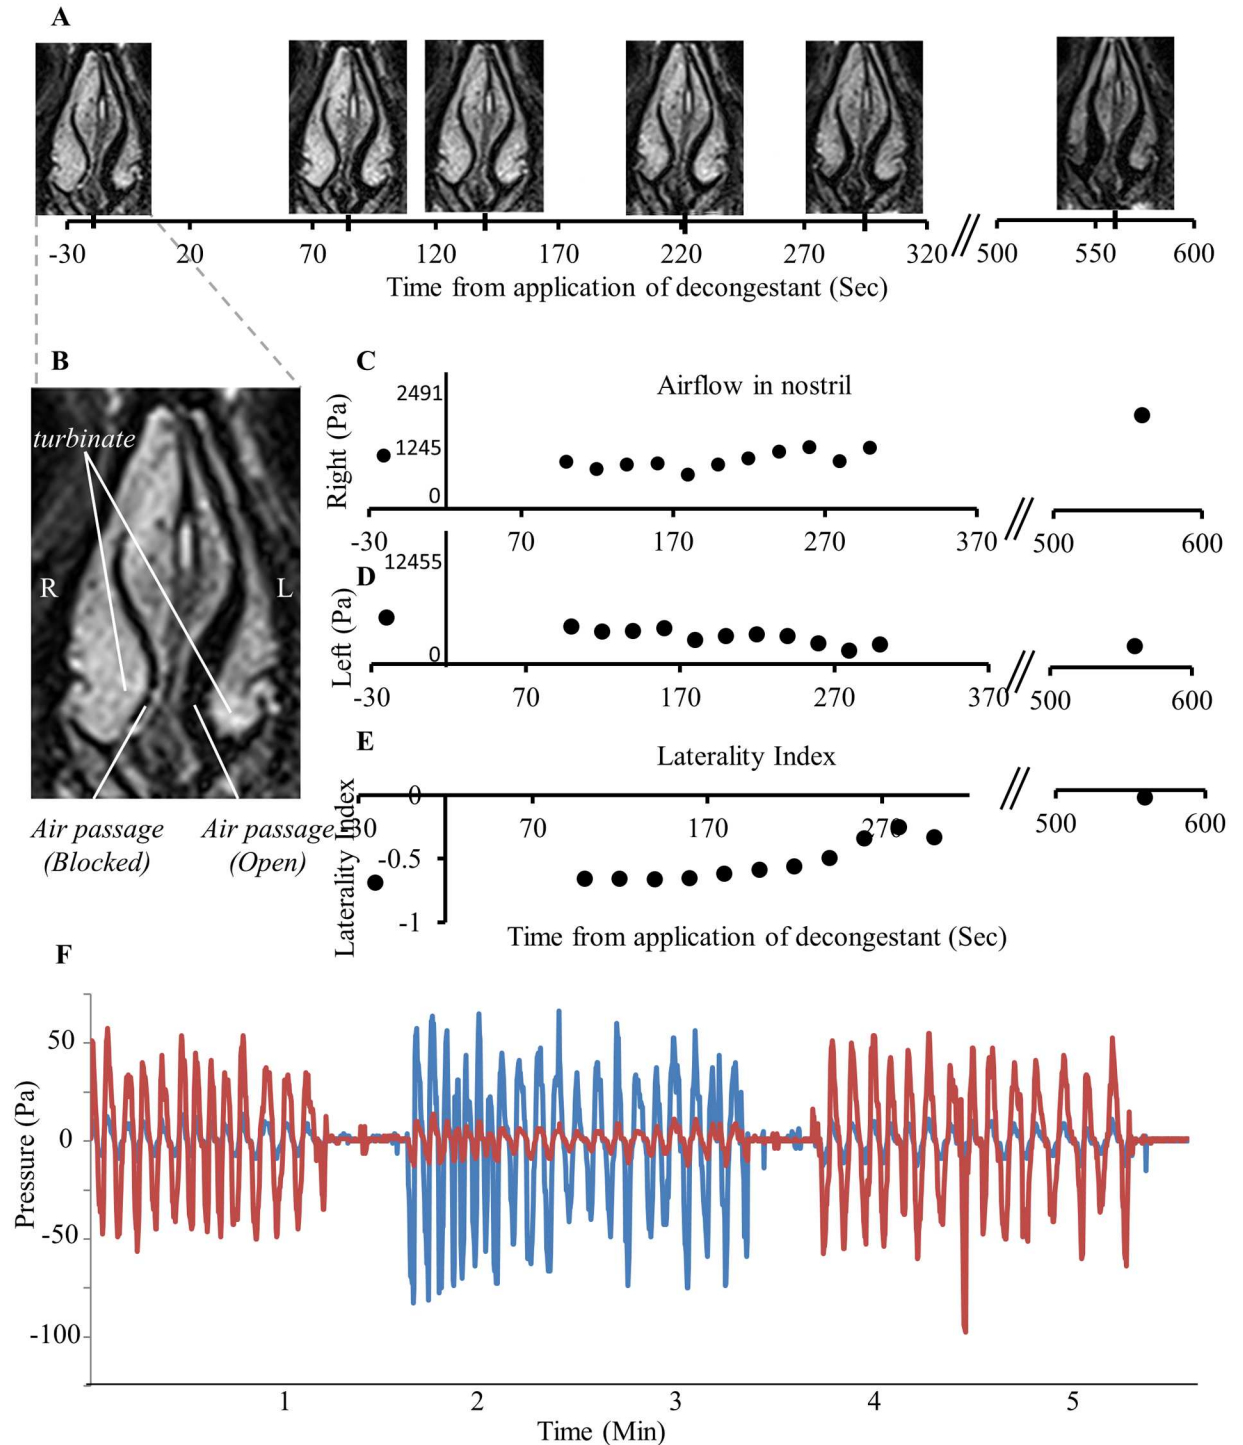 A
-30 20 70 120 170 220 270 320 500 550 600
Time from application of decongestant (Sec)
B
turbinate
R L
Air passage Air passage
(Blocked) (Open)
C
Airflow in nostril
Right (Pa)
2491
1245
0
-30 70 170 270 370 500 600
D
Left (Pa)
12455
0
-30 70 170 270 370 500 600
E
Laterality Index
Laterality Index
0
-30 70 170 270 500 600
-0.5
-1
Time from application of decongestant (Sec)
F
Pressure (Pa)
50
0
-50
-100
1 2 3 4 5
Time (Min)